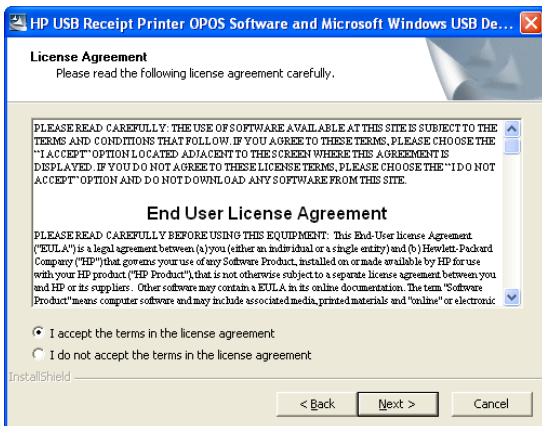 HP USB Receipt Printer OPOS Software and Microsoft Windows USB De...
License Agreement
Please read the following license agreement carefully.
PLEASE READ CAREFULLY: THE USE OF SOFTWARE AVAILABLE AT THIS SITE IS SUBJECT TO THE
TERMS AND CONDITIONS THAT FOLLOW. IF YOU AGREE TO THESE TERMS, PLEASE CHOOSE THE
``I ACCEPT`` OPTION LOCATED ADJACENT TO THE SCREEN WHERE THIS AGREEMENT IS
DISPLAYED. IF YOU DO NOT AGREE TO THESE LICENSE TERMS, PLEASE CHOOSE THE ``I DO NOT
ACCEPT`` OPTION AND DO NOT DOWNLOAD ANY SOFTWARE FROM THIS SITE.
End User License Agreement
PLEASE READ CAREFULLY BEFORE USING THIS EQUIPMENT: This End-User license Agreement
("EULA") is a legal agreement between (a) you (either an individual or a single entity) and (b) Hewlett-Packard
Company ("HP") that governs your use of any Software Product, installed on or made available by HP for use
with your HP product ("HP Product"), that is not otherwise subject to a separate license agreement between you
and HP or its suppliers. Other software may contain a EULA in its online documentation. The term "Software
Product" means computer software and may include associated media, printed materials and "online" or electronic
I accept the terms in the license agreement
I do not accept the terms in the license agreement
InstallShield
< Back
Next >
Cancel